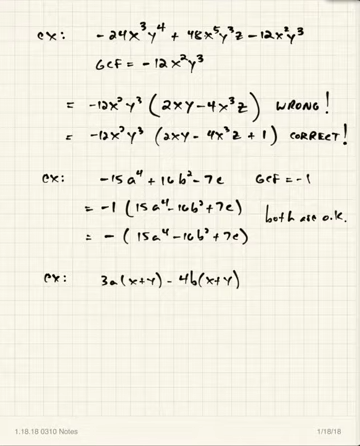 ex: -24x³y⁴ + 48x⁵y³z - 12x²y³
GCF = -12x²y³
= -12x²y³ (2xy - 4x³z) WRONG!
= -12x²y³ (2xy - 4x³z + 1) CORRECT!
ex: -15a⁴ + 16b² - 7c GCF = -1
= -1 (15a⁴ - 16b² + 7c)
both are o.k.
= - (15a⁴ - 16b² + 7c)
ex: 3a(x+y) - 4b(x+y)
1.18.18 0310 Notes 1/18/18